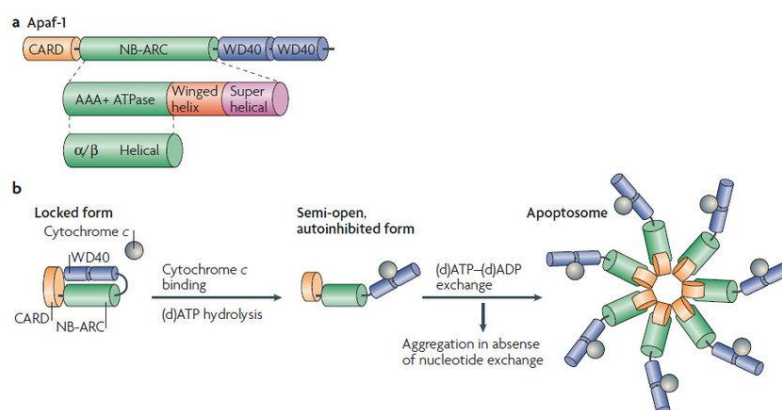 a Apaf-1
CARD NB-ARC WD40 WD40
AAA+ ATPase Winged helix Super helical
α/β Helical
b
Locked form
Cytochrome c
WD40
CARD
NB-ARC
Cytochrome c
binding
(d)ATP hydrolysis
Semi-open,
autoinhibited form
(d)ATP–(d)ADP
exchange
Aggregation in absence
of nucleotide exchange
Apoptosome